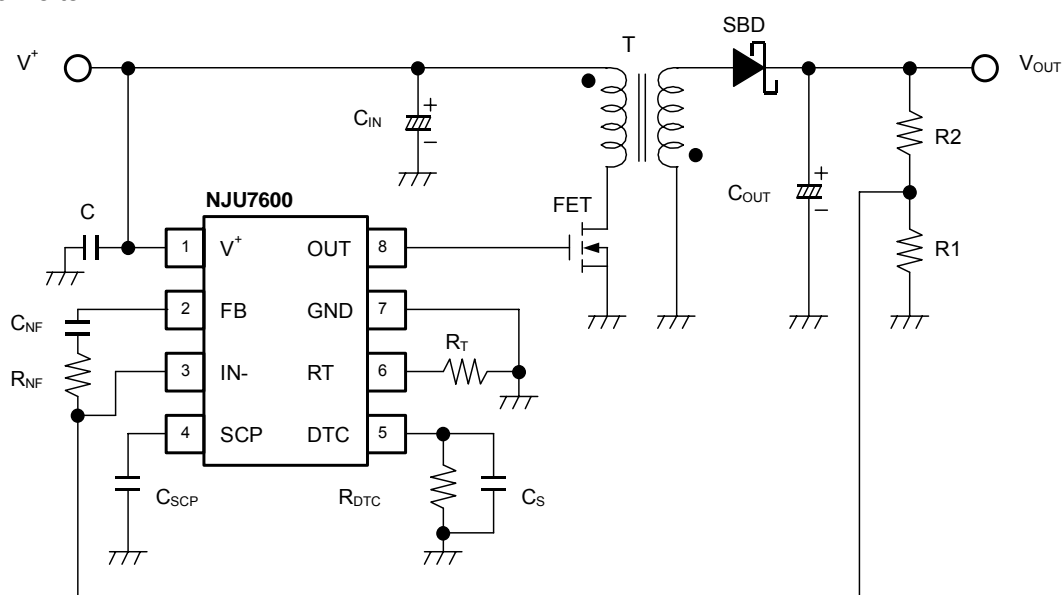 T
SBD
V+
VOUT
CIN
+
−
R2
COUT
+
−
R1
NJU7600
FET
C
1
V+
OUT
8
CNF
2
FB
GND
7
RNF
3
IN-
RT
6
RT
4
SCP
DTC
5
CSCP
RDTC
CS